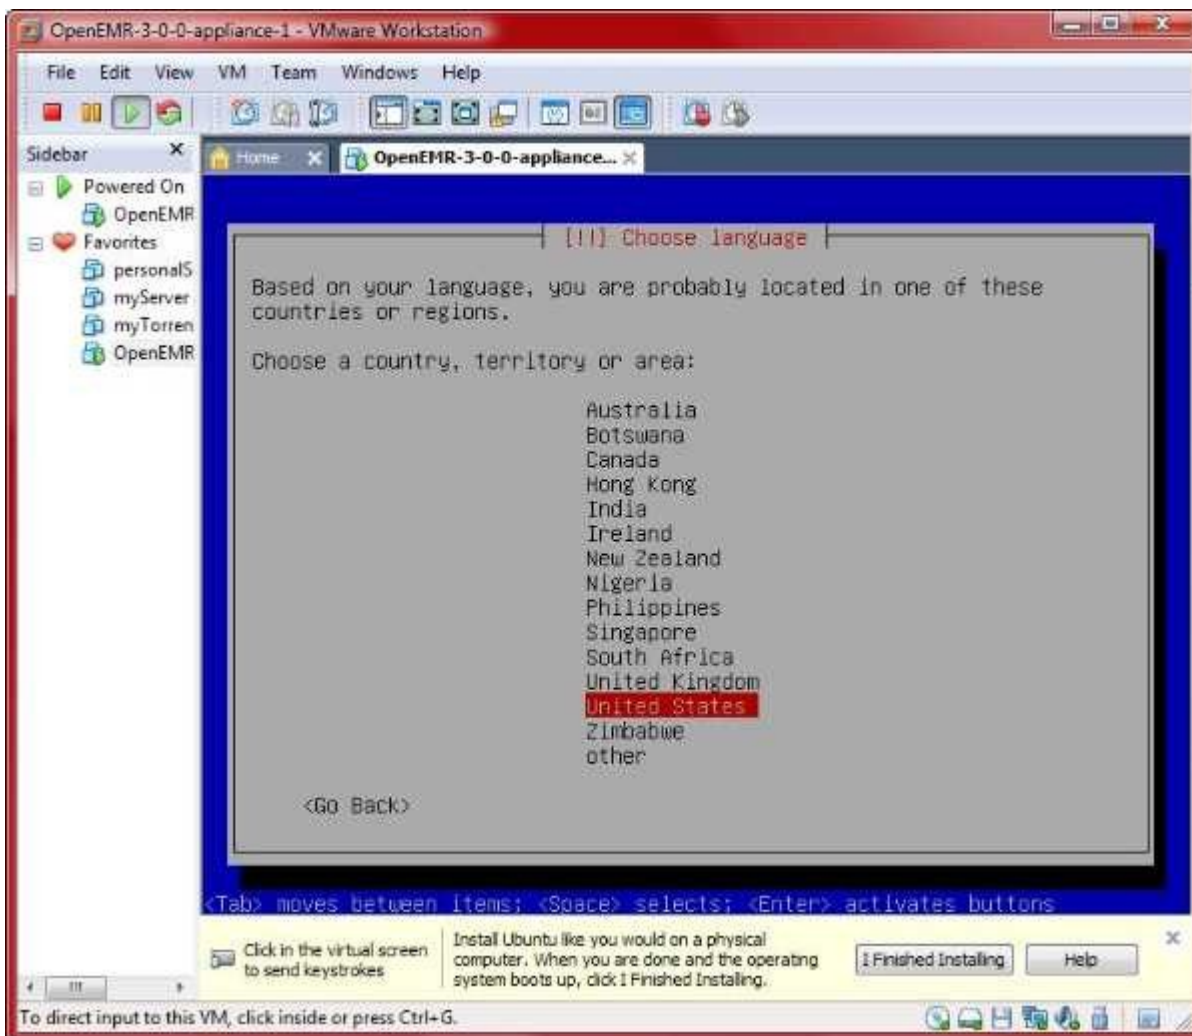 OpenEMR-3-0-0-appliance-1 - VMware Workstation
File Edit View VM Team Windows Help
Sidebar
Home
OpenEMR-3-0-0-appliance...
Powered On
OpenEMR
Favorites
personalS
myServer
myTorren
OpenEMR
[!!] Choose language
Based on your language, you are probably located in one of these
countries or regions.
Choose a country, territory or area:
Australia
Botswana
Canada
Hong Kong
India
Ireland
New Zealand
Nigeria
Philippines
Singapore
South Africa
United Kingdom
United States
Zimbabwe
other
<Go Back>
<Tab> moves between items; <Space> selects; <Enter> activates buttons
Click in the virtual screen
to send keystrokes
Install Ubuntu like you would on a physical
computer. When you are done and the operating
system boots up, click I Finished Installing.
I Finished Installing
Help
To direct input to this VM, click inside or press Ctrl+G.